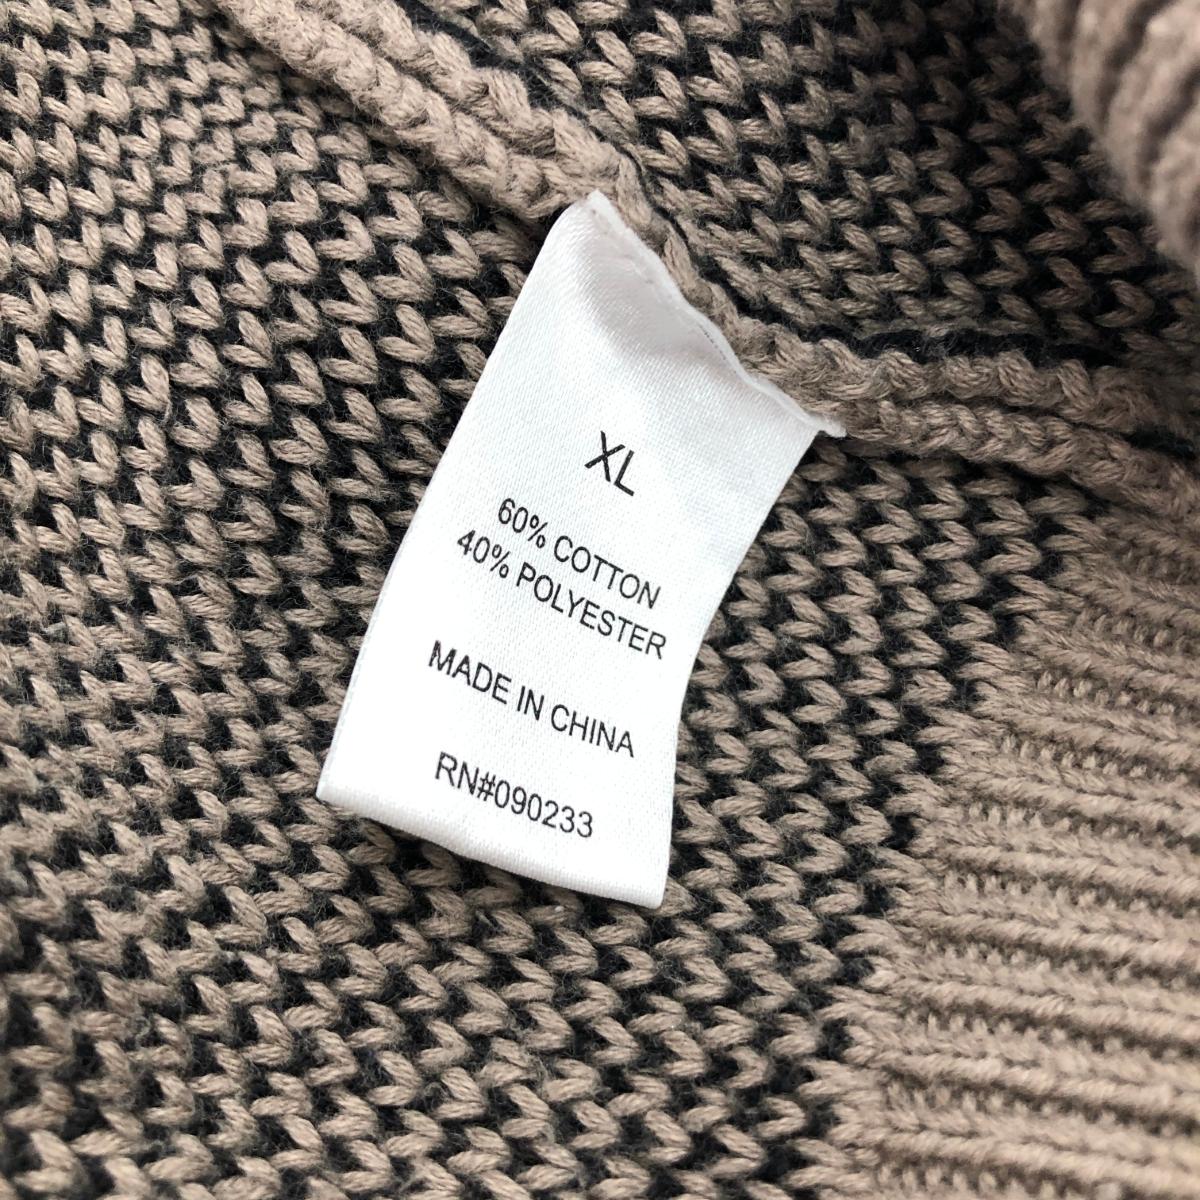 XL
60% COTTON
40% POLYESTER
MADE IN CHINA
RN#090233